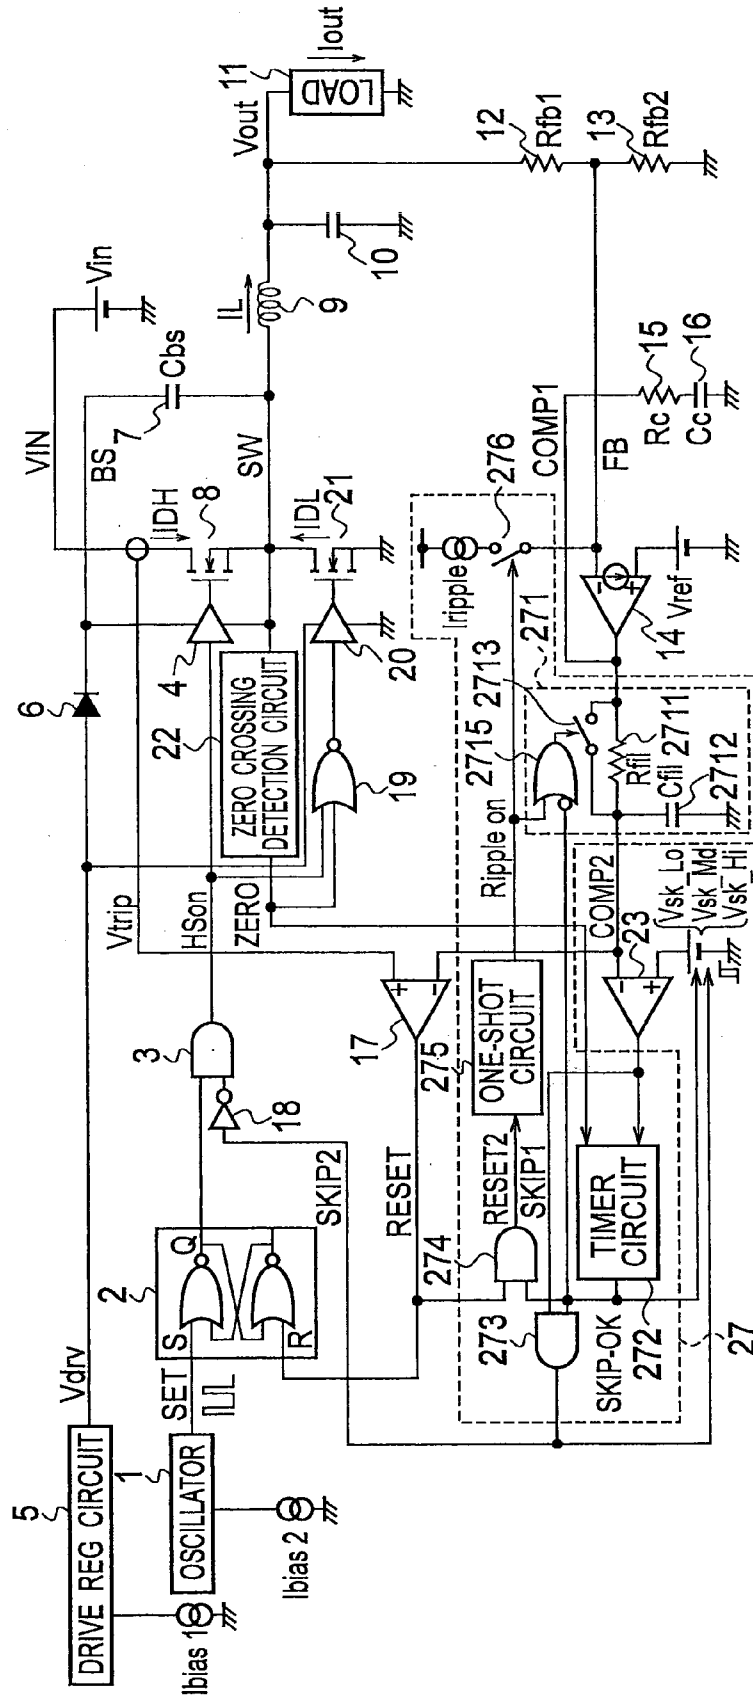 5
DRIVE REG CIRCUIT
Ibias 1
1
OSCILLATOR
Ibias 2
Vdrv
SET
2
S
Q
R
3
18
SKIP2
HSon
Vtrip
ZERO
6
4
22
ZERO CROSSING
DETECTION CIRCUIT
19
20
VIN
BS
7
Cbs
Vin
IDH
8
SW
IDL
21
IL
9
10
Vout
11
LOAD
Iout
12
Rfb1
13
Rfb2
17
RESET
274
RESET2
SKIP1
275
ONE-SHOT
CIRCUIT
Ripple on
273
SKIP-OK
272
TIMER
CIRCUIT
27
2715
2713
271
276
Iripple
COMP1
FB
15
Rc
16
Cc
14
Vref
Rfil
2711
Cfil
2712
COMP2
23
Vsk_Lo
Vsk_Md
Vsk_Hi